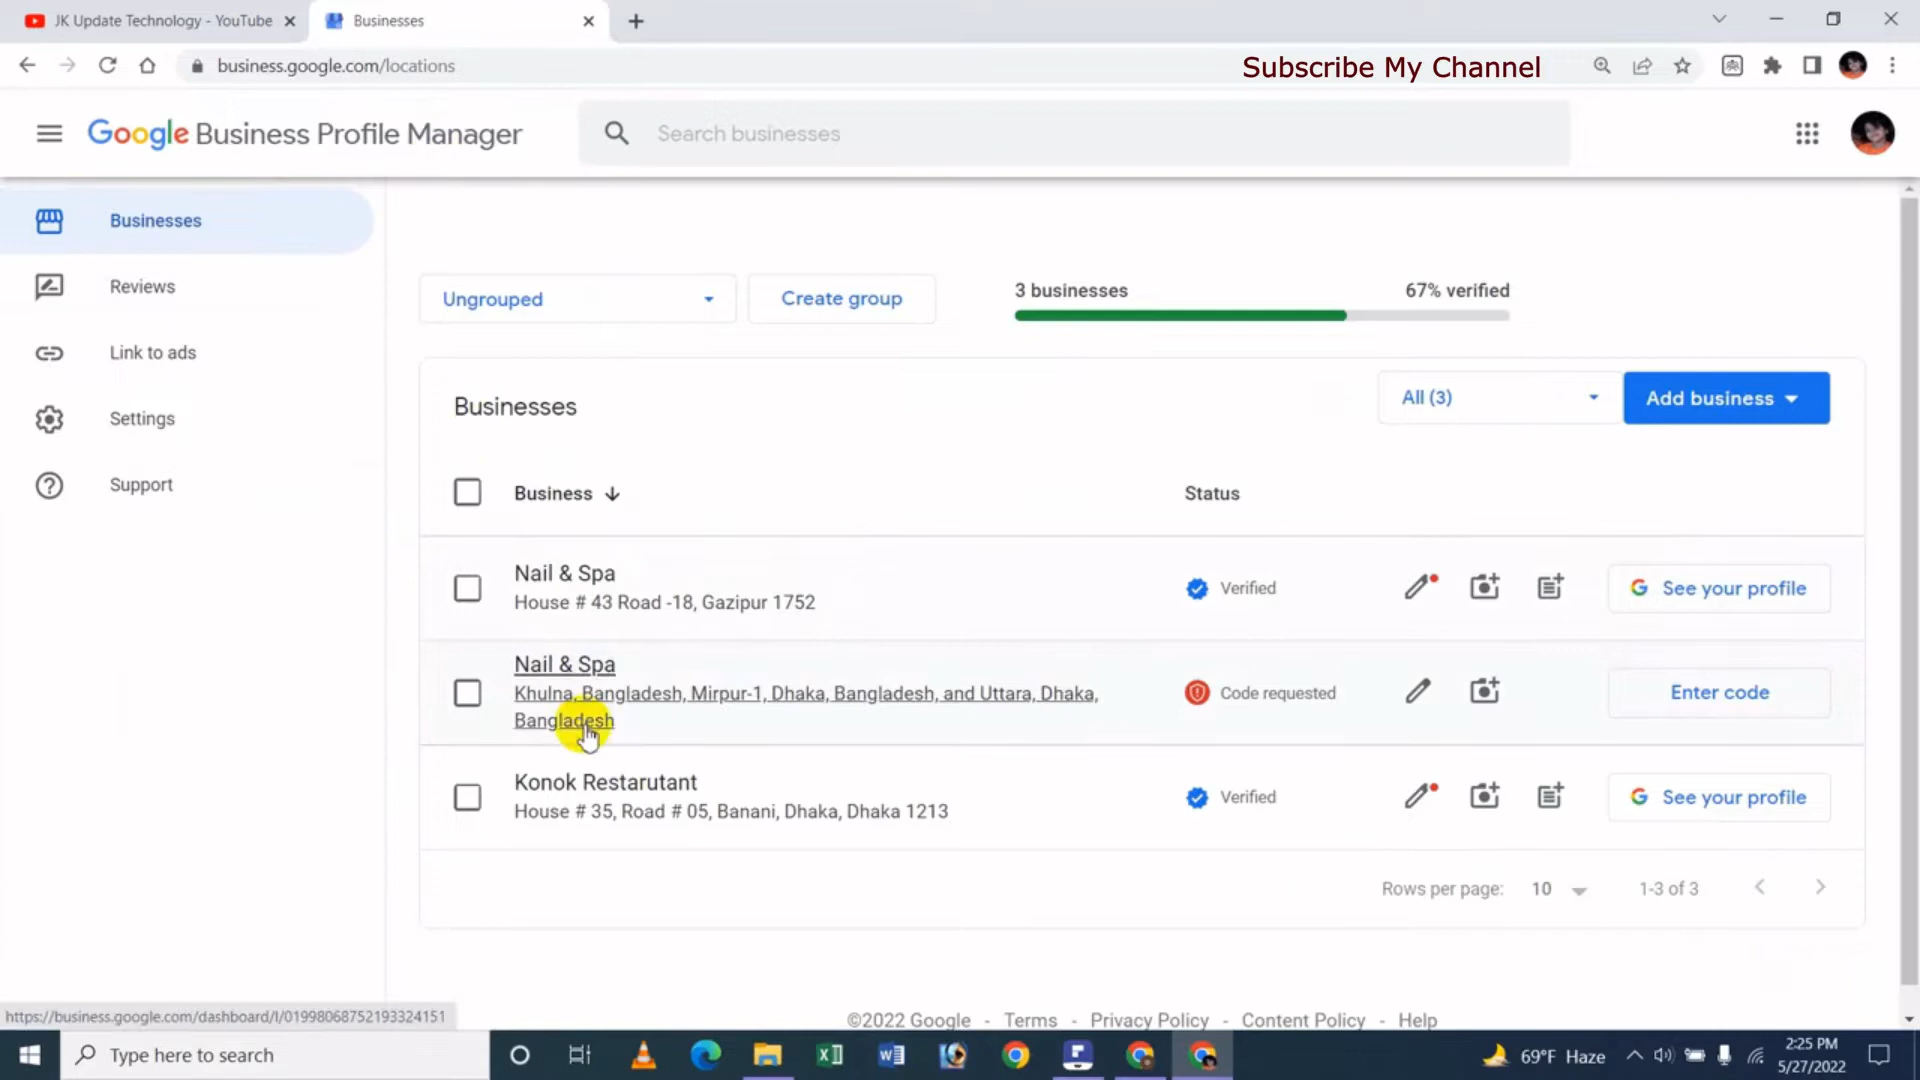 JK Update Technology - YouTube
Businesses
business.google.com/locations
Subscribe My Channel
Google Business Profile Manager
Search businesses
Businesses
Reviews
Link to ads
Settings
Support
Ungrouped
Create group
3 businesses
67% verified
Businesses
All (3)
Add business
Business
Status
Nail & Spa
House # 43 Road -18, Gazipur 1752
Verified
See your profile
Nail & Spa
Khulna, Bangladesh, Mirpur-1, Dhaka, Bangladesh, and Uttara, Dhaka,
Bangladesh
Code requested
Enter code
Konok Restarutant
House # 35, Road # 05, Banani, Dhaka, Dhaka 1213
Verified
See your profile
Rows per page: 10
1-3 of 3
https://business.google.com/dashboard/l/01998068752193324151
©2022 Google - Terms - Privacy Policy - Content Policy - Help
Type here to search
69°F Haze
2:25 PM
5/27/2022